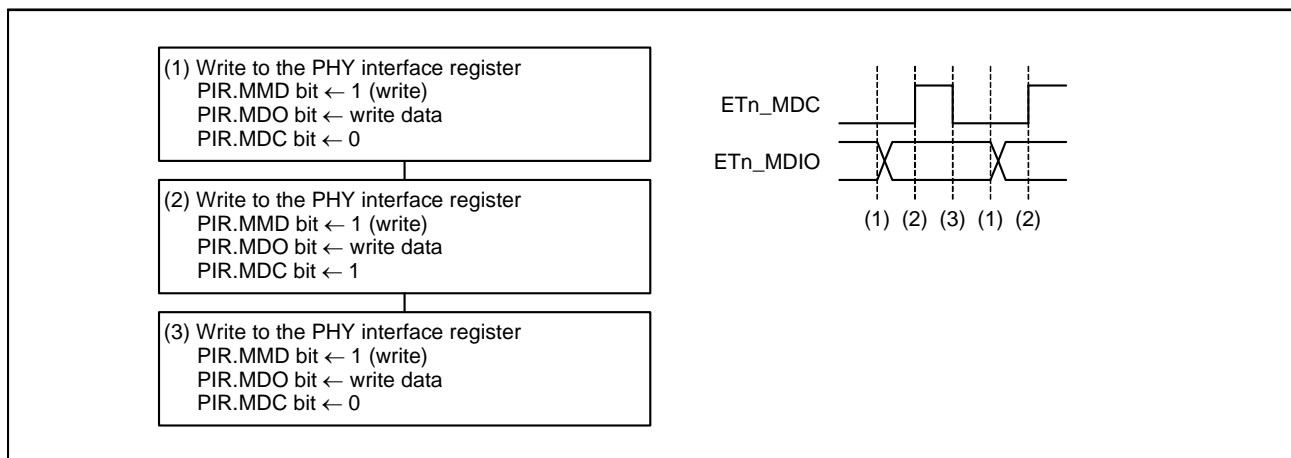 (1) Write to the PHY interface register
PIR.MMD bit ← 1 (write)
PIR.MDO bit ← write data
PIR.MDC bit ← 0
(2) Write to the PHY interface register
PIR.MMD bit ← 1 (write)
PIR.MDO bit ← write data
PIR.MDC bit ← 1
(3) Write to the PHY interface register
PIR.MMD bit ← 1 (write)
PIR.MDO bit ← write data
PIR.MDC bit ← 0
ETn_MDC
ETn_MDIO
(1) (2) (3) (1) (2)